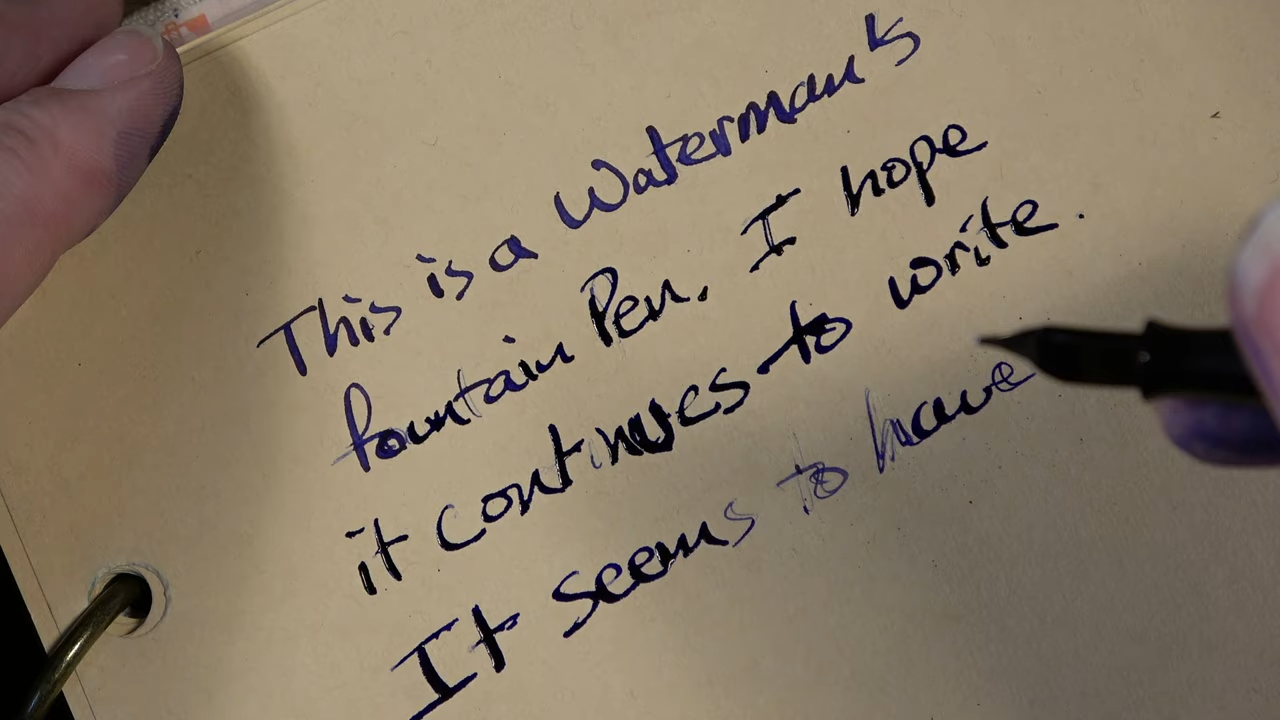 This is a Waterman's
fountain Pen. I hope
it continues to write.
It seems to have